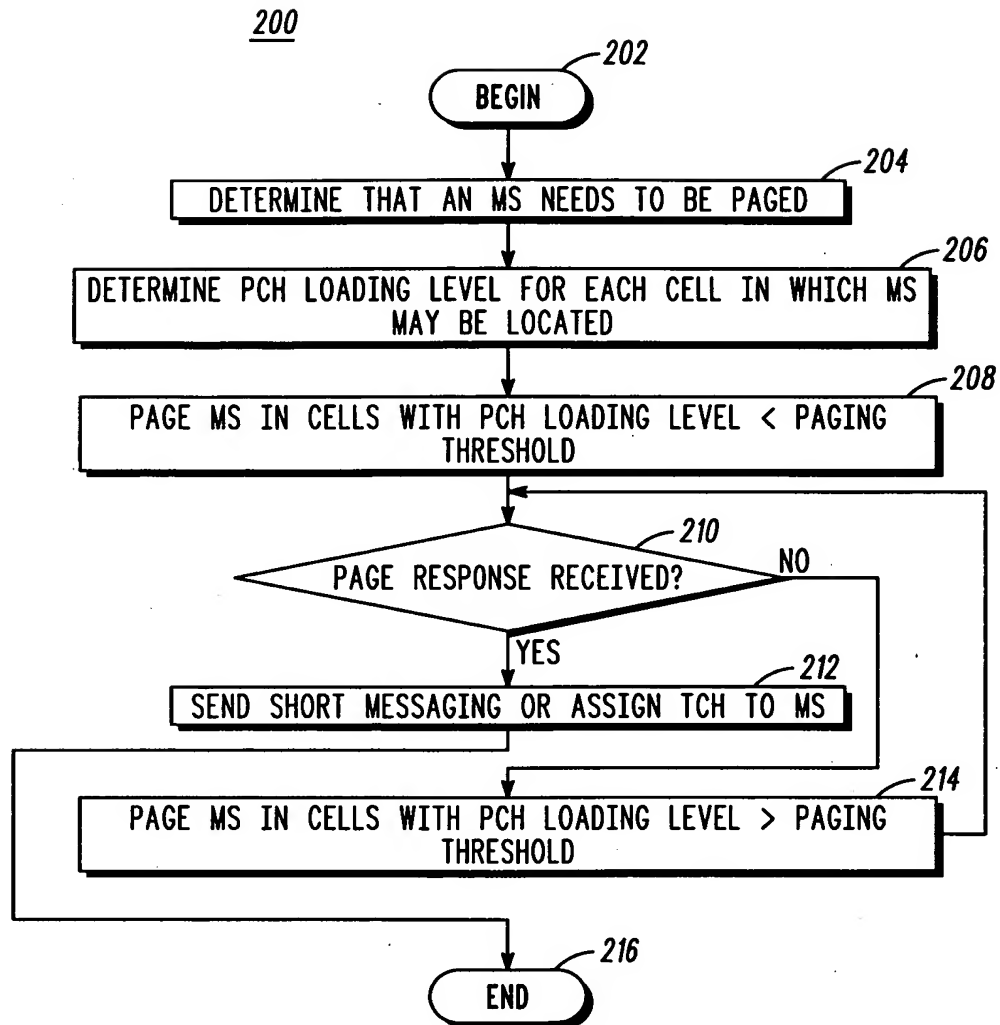 200
202
BEGIN
204
DETERMINE THAT AN MS NEEDS TO BE PAGED
206
DETERMINE PCH LOADING LEVEL FOR EACH CELL IN WHICH MS
MAY BE LOCATED
208
PAGE MS IN CELLS WITH PCH LOADING LEVEL < PAGING
THRESHOLD
210
PAGE RESPONSE RECEIVED?
NO
YES
212
SEND SHORT MESSAGING OR ASSIGN TCH TO MS
214
PAGE MS IN CELLS WITH PCH LOADING LEVEL > PAGING
THRESHOLD
216
END